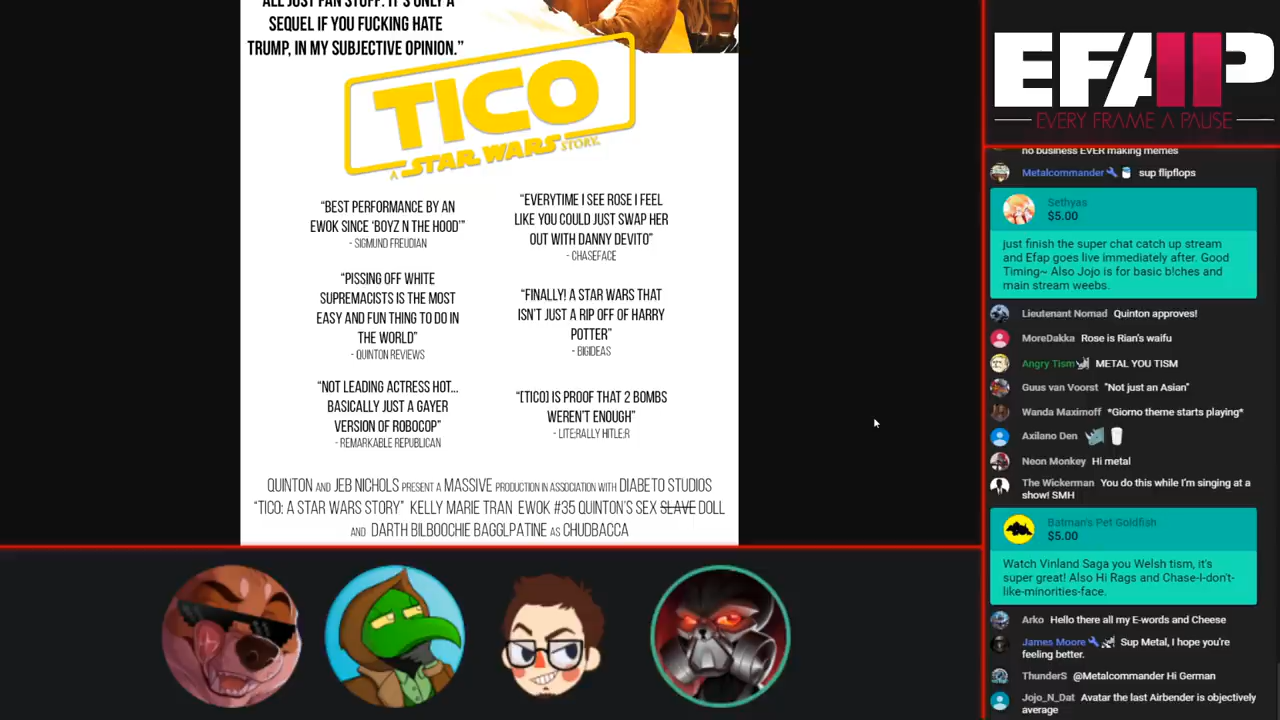 ALL JUST FAN STUFF. IT'S ONLY A
SEQUEL IF YOU FUCKING HATE
TRUMP, IN MY SUBJECTIVE OPINION.”
TICO
A STAR WARS STORY.
“BEST PERFORMANCE BY AN
EWOK SINCE ‘BOYZ N THE HOOD’”
- SIGMUND FREUDIAN
“PISSING OFF WHITE
SUPREMACISTS IS THE MOST
EASY AND FUN THING TO DO IN
THE WORLD”
- QUINTON REVIEWS
“NOT LEADING ACTRESS HOT...
BASICALLY JUST A GAYER
VERSION OF ROBOCOP”
- REMARKABLE REPUBLICAN
“EVERYTIME I SEE ROSE I FEEL
LIKE YOU COULD JUST SWAP HER
OUT WITH DANNY DEVITO”
- CHASEFACE
“FINALLY! A STAR WARS THAT
ISN'T JUST A RIP OFF OF HARRY
POTTER”
- BIGIDEAS
“[TICO] IS PROOF THAT 2 BOMBS
WEREN'T ENOUGH”
- LITERALLY HITLER
QUINTON AND JEB NICHOLS PRESENT A MASSIVE PRODUCTION IN ASSOCIATION WITH DIABETO STUDIOS
“TICO: A STAR WARS STORY” KELLY MARIE TRAN EWOK #35 QUINTON'S SEX SLAVE DOLL
AND DARTH BILBOOCHIE BAGGLPATINE AS CHUDBACCA
EFAP
EVERY FRAME A PAUSE
no business EVER making memes
Metalcommander sup flipflops
Sethyas
$5.00
just finish the super chat catch up stream
and Efap goes live immediately after. Good
Timing~ Also Jojo is for basic b!ches and
main stream weebs.
Lieutenant Nomad Quinton approves!
MoreDakka Rose is Rian's waifu
Angry Tism METAL YOU TISM
Guus van Voorst "Not just an Asian"
Wanda Maximoff *Giorno theme starts playing*
Axilano Den
Neon Monkey Hi metal
The Wickerman You do this while I'm singing at a
show! SMH
Batman's Pet Goldfish
$5.00
Watch Vinland Saga you Welsh tism, it's
super great! Also Hi Rags and Chase-I-don't-
like-minorities-face.
Arko Hello there all my E-words and Cheese
James Moore Sup Metal, I hope you're
feeling better.
ThunderS @Metalcommander Hi German
Jojo_N_Dat Avatar the last Airbender is objectively
average